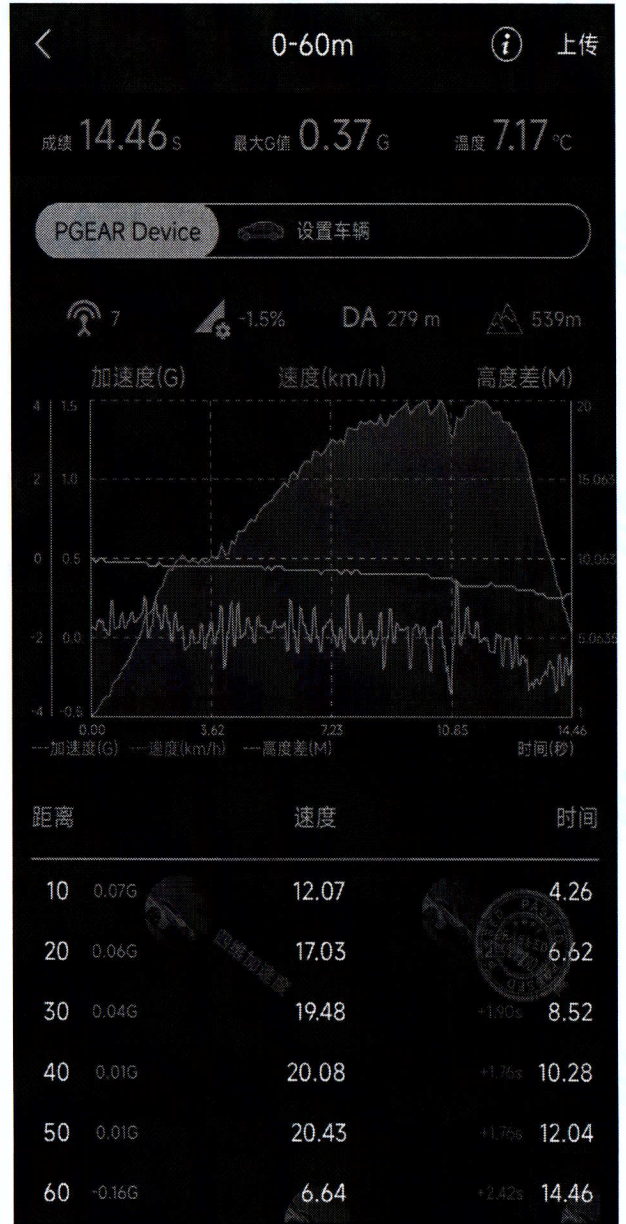 0-60m
上传
成绩 14.46 s 最大G值 0.37 G 温度 7.17 °C
PGEAR Device 设置车辆
7 -1.5% DA 279 m 539m
加速度(G) 速度(km/h) 高度差(M)
4 1.5 20
2 1.0 15.063
0 0.5 10.063
-2 0.0 5.0635
-4 -0.5 1
0.00 3.62 7.23 10.85 14.46
---加速度(G) ---速度(km/h) ---高度差(M) 时间(秒)
距离 速度 时间
10 0.07G 12.07 4.26
20 0.06G 17.03 6.62
30 0.04G 19.48 +1.90s 8.52
40 0.01G 20.08 +1.76s 10.28
50 0.01G 20.43 +1.76s 12.04
60 -0.16G 6.64 +2.42s 14.46